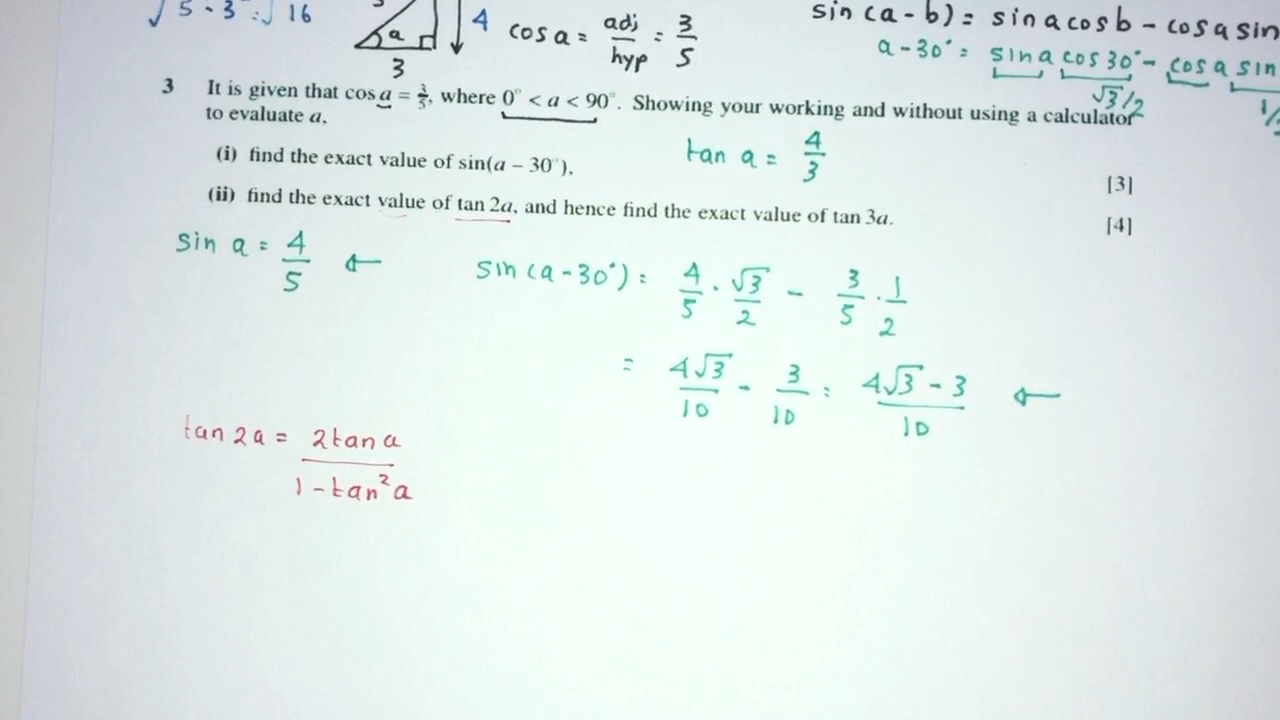 √ 5 - 3 : √ 16
a
3
4
cos a = adj/hyp = 3/5
sin (a - b) = sin a cos b - cos a sin
a - 30° = sin a cos 30° - cos a sin
√3/2
1/
3 It is given that cos a = 3/5, where 0° < a < 90°. Showing your working and without using a calculator
to evaluate a,
tan a = 4/3
(i) find the exact value of sin(a − 30°), [3]
(ii) find the exact value of tan 2a, and hence find the exact value of tan 3a. [4]
sin a = 4/5 ←
sin (a - 30°) = 4/5 . √3/2 - 3/5 . 1/2
= 4√3/10 - 3/10 = 4√3 - 3/10 ←
tan 2a = 2 tan a/1 - tan² a